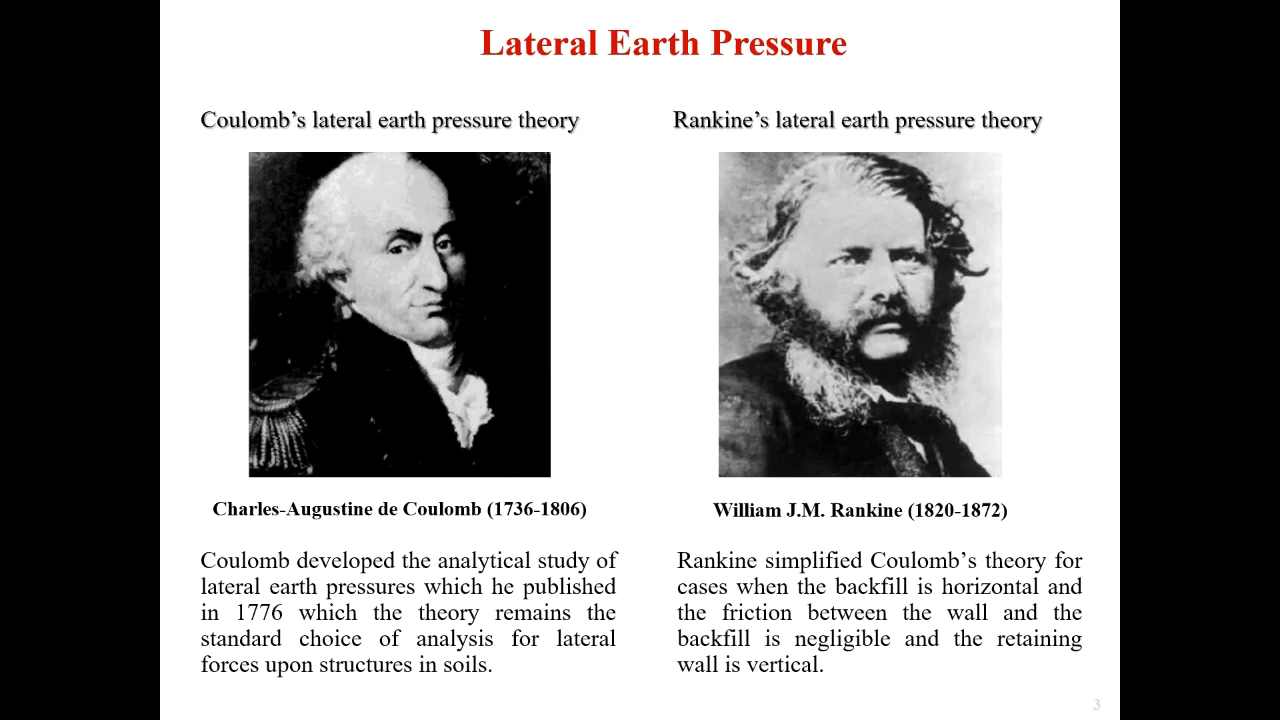 Lateral Earth Pressure
Coulomb’s lateral earth pressure theory
Charles-Augustine de Coulomb (1736-1806)
Coulomb developed the analytical study of
lateral earth pressures which he published
in 1776 which the theory remains the
standard choice of analysis for lateral
forces upon structures in soils.
Rankine’s lateral earth pressure theory
William J.M. Rankine (1820-1872)
Rankine simplified Coulomb’s theory for
cases when the backfill is horizontal and
the friction between the wall and the
backfill is negligible and the retaining
wall is vertical.
3